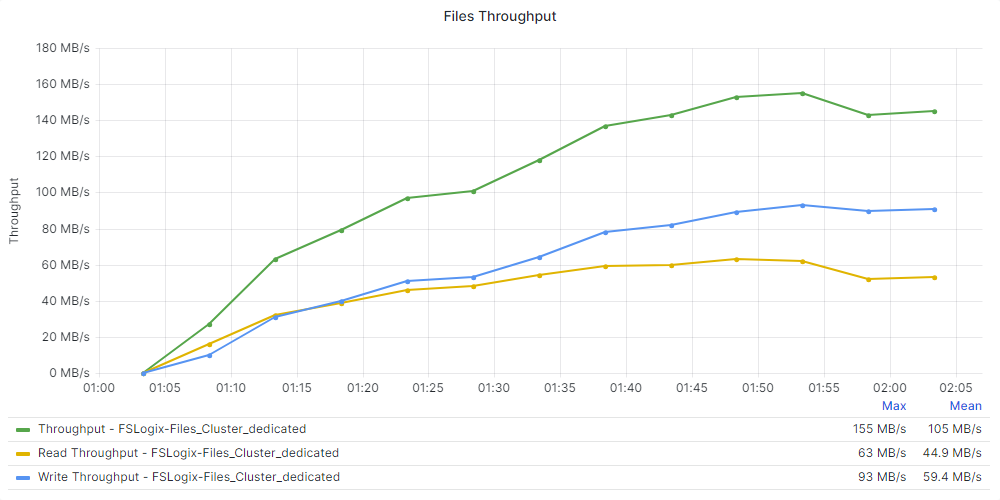 Files Throughput
180 MB/s
160 MB/s
140 MB/s
120 MB/s
100 MB/s
80 MB/s
60 MB/s
40 MB/s
20 MB/s
0 MB/s
Throughput
01:00 01:05 01:10 01:15 01:20 01:25 01:30 01:35 01:40 01:45 01:50 01:55 02:00 02:05
Max Mean
Throughput - FSLogix-Files_Cluster_dedicated 155 MB/s 105 MB/s
Read Throughput - FSLogix-Files_Cluster_dedicated 63 MB/s 44.9 MB/s
Write Throughput - FSLogix-Files_Cluster_dedicated 93 MB/s 59.4 MB/s